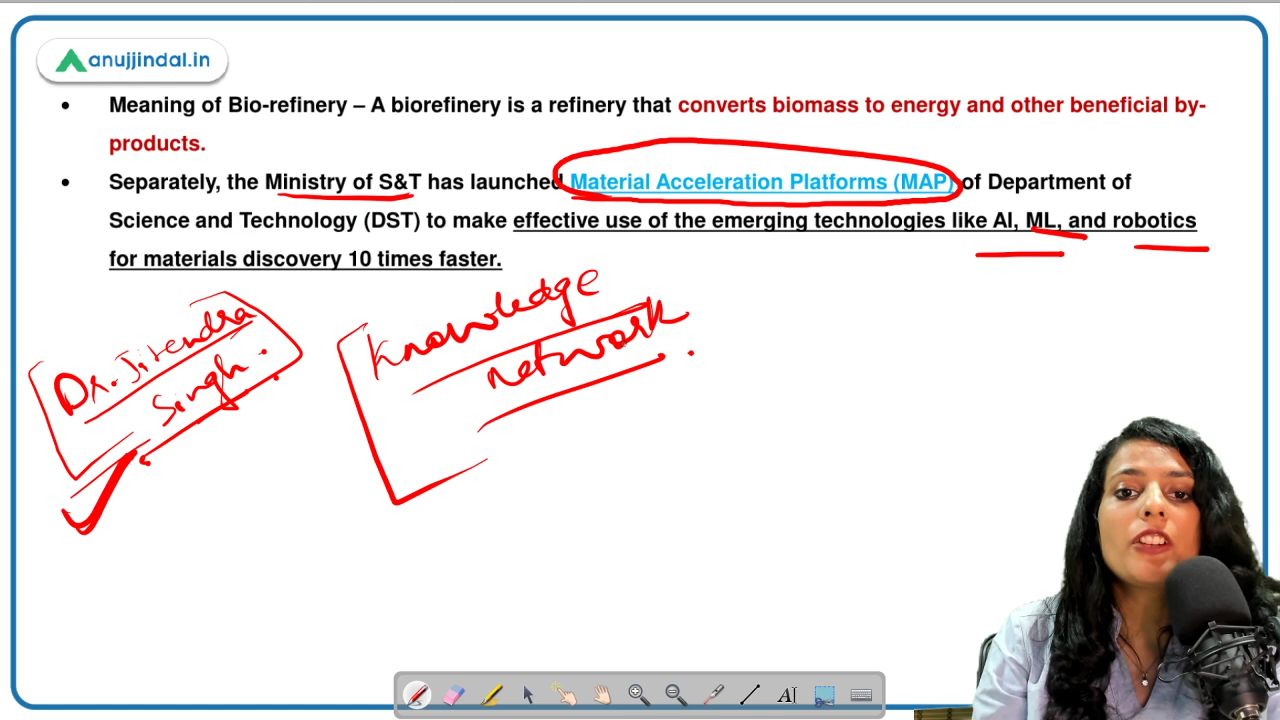 anujjindal.in
• Meaning of Bio-refinery – A biorefinery is a refinery that converts biomass to energy and other beneficial by-
products.
• Separately, the Ministry of S&T has launched Material Acceleration Platforms (MAP) of Department of
Science and Technology (DST) to make effective use of the emerging technologies like AI, ML, and robotics
for materials discovery 10 times faster.
Dr. Jitendra
Singh.
Knowledge
network.
AI